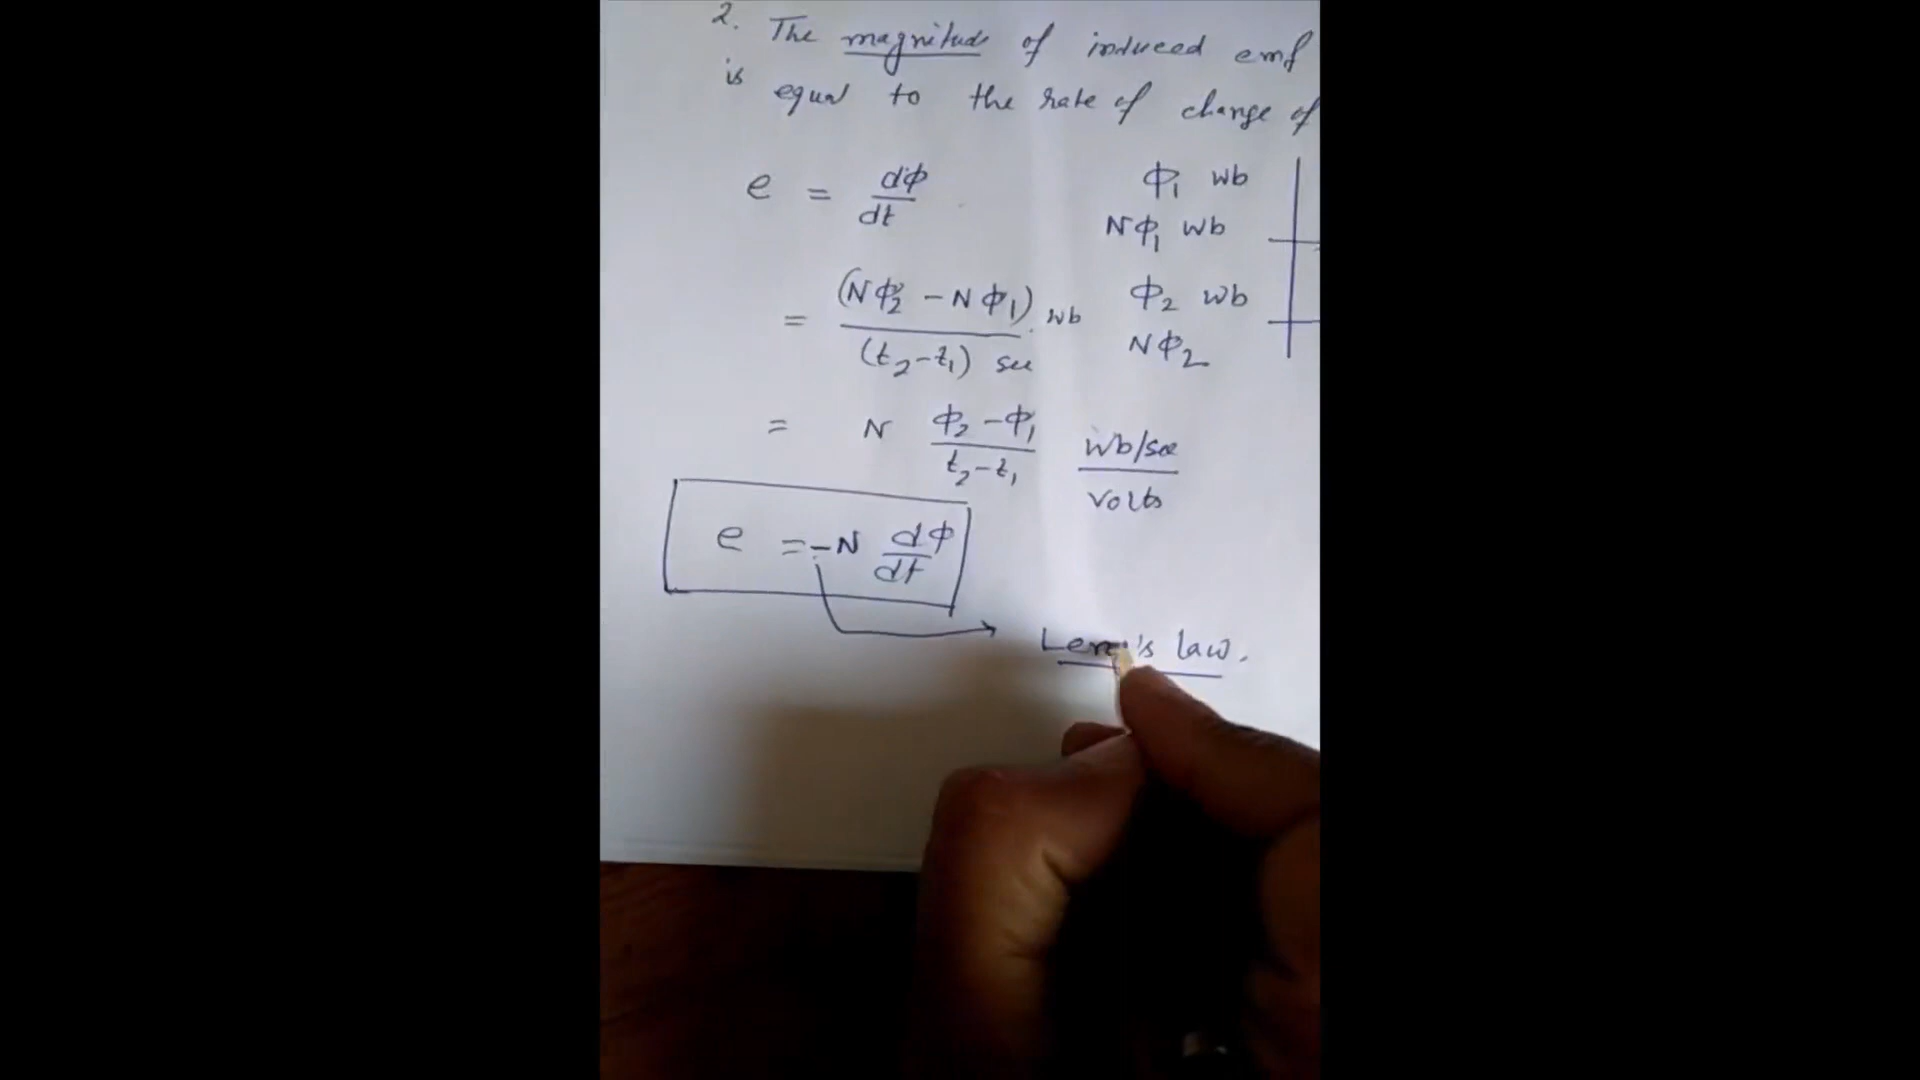 2. The magnitude of induced emf
is equal to the rate of change of
e = dϕ/dt
ϕ₁ wb
Nϕ₁ wb
= (Nϕ₂ - Nϕ₁) wb / (t₂-t₁) sec
ϕ₂ wb
Nϕ₂
= N ϕ₂-ϕ₁ / t₂-t₁ wb/sec
volts
e = -N dϕ/dt
law.